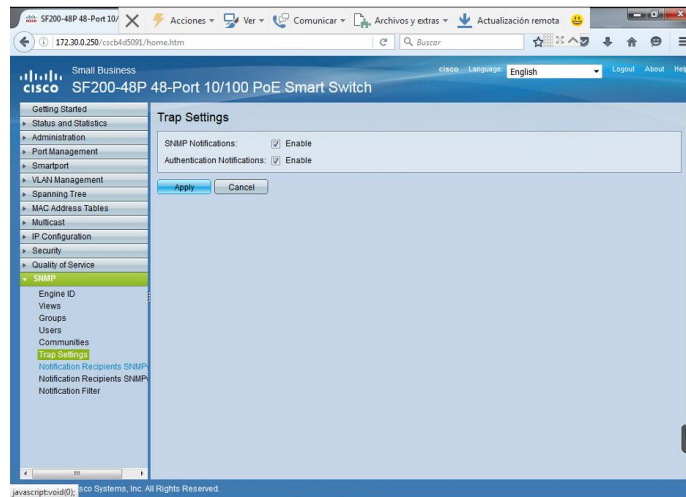 SF200-48P 48-Port 10/
Acciones
Ver
Comunicar
Archivos y extras
Actualización remota
172.30.0.250/cscb4d5091/home.htm
Buscar
Small Business
cisco
SF200-48P 48-Port 10/100 PoE Smart Switch
cisco Language: English Logout About Help
Getting Started
Status and Statistics
Administration
Port Management
Smartport
VLAN Management
Spanning Tree
MAC Address Tables
Multicast
IP Configuration
Security
Quality of Service
SNMP
Engine ID
Views
Groups
Users
Communities
Trap Settings
Notification Recipients SNMP
Notification Recipients SNMP
Notification Filter
Trap Settings
SNMP Notifications: Enable
Authentication Notifications: Enable
Apply Cancel
javascript:void(0);
sco Systems, Inc. All Rights Reserved.